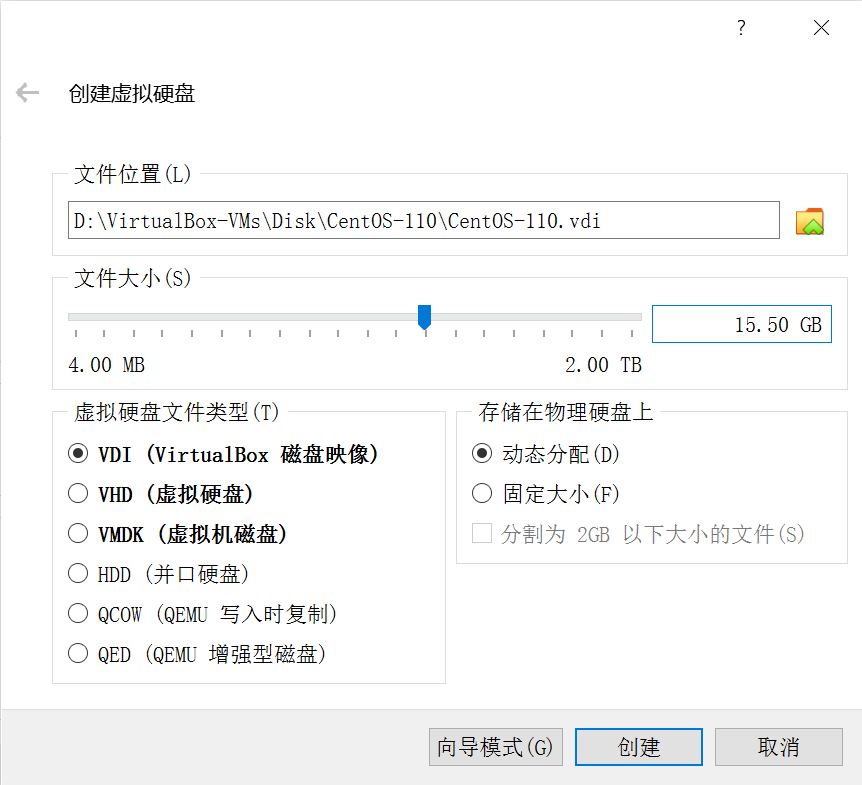 ?
创建虚拟硬盘
文件位置(L)
D:\VirtualBox-VMs\Disk\CentOS-110\CentOS-110.vdi
文件大小(S)
15.50 GB
4.00 MB 2.00 TB
虚拟硬盘文件类型(T)
VDI (VirtualBox 磁盘映像)
VHD (虚拟硬盘)
VMDK (虚拟机磁盘)
HDD (并口硬盘)
QCOW (QEMU 写入时复制)
QED (QEMU 增强型磁盘)
存储在物理硬盘上
动态分配(D)
固定大小(F)
分割为 2GB 以下大小的文件(S)
向导模式(G) 创建 取消